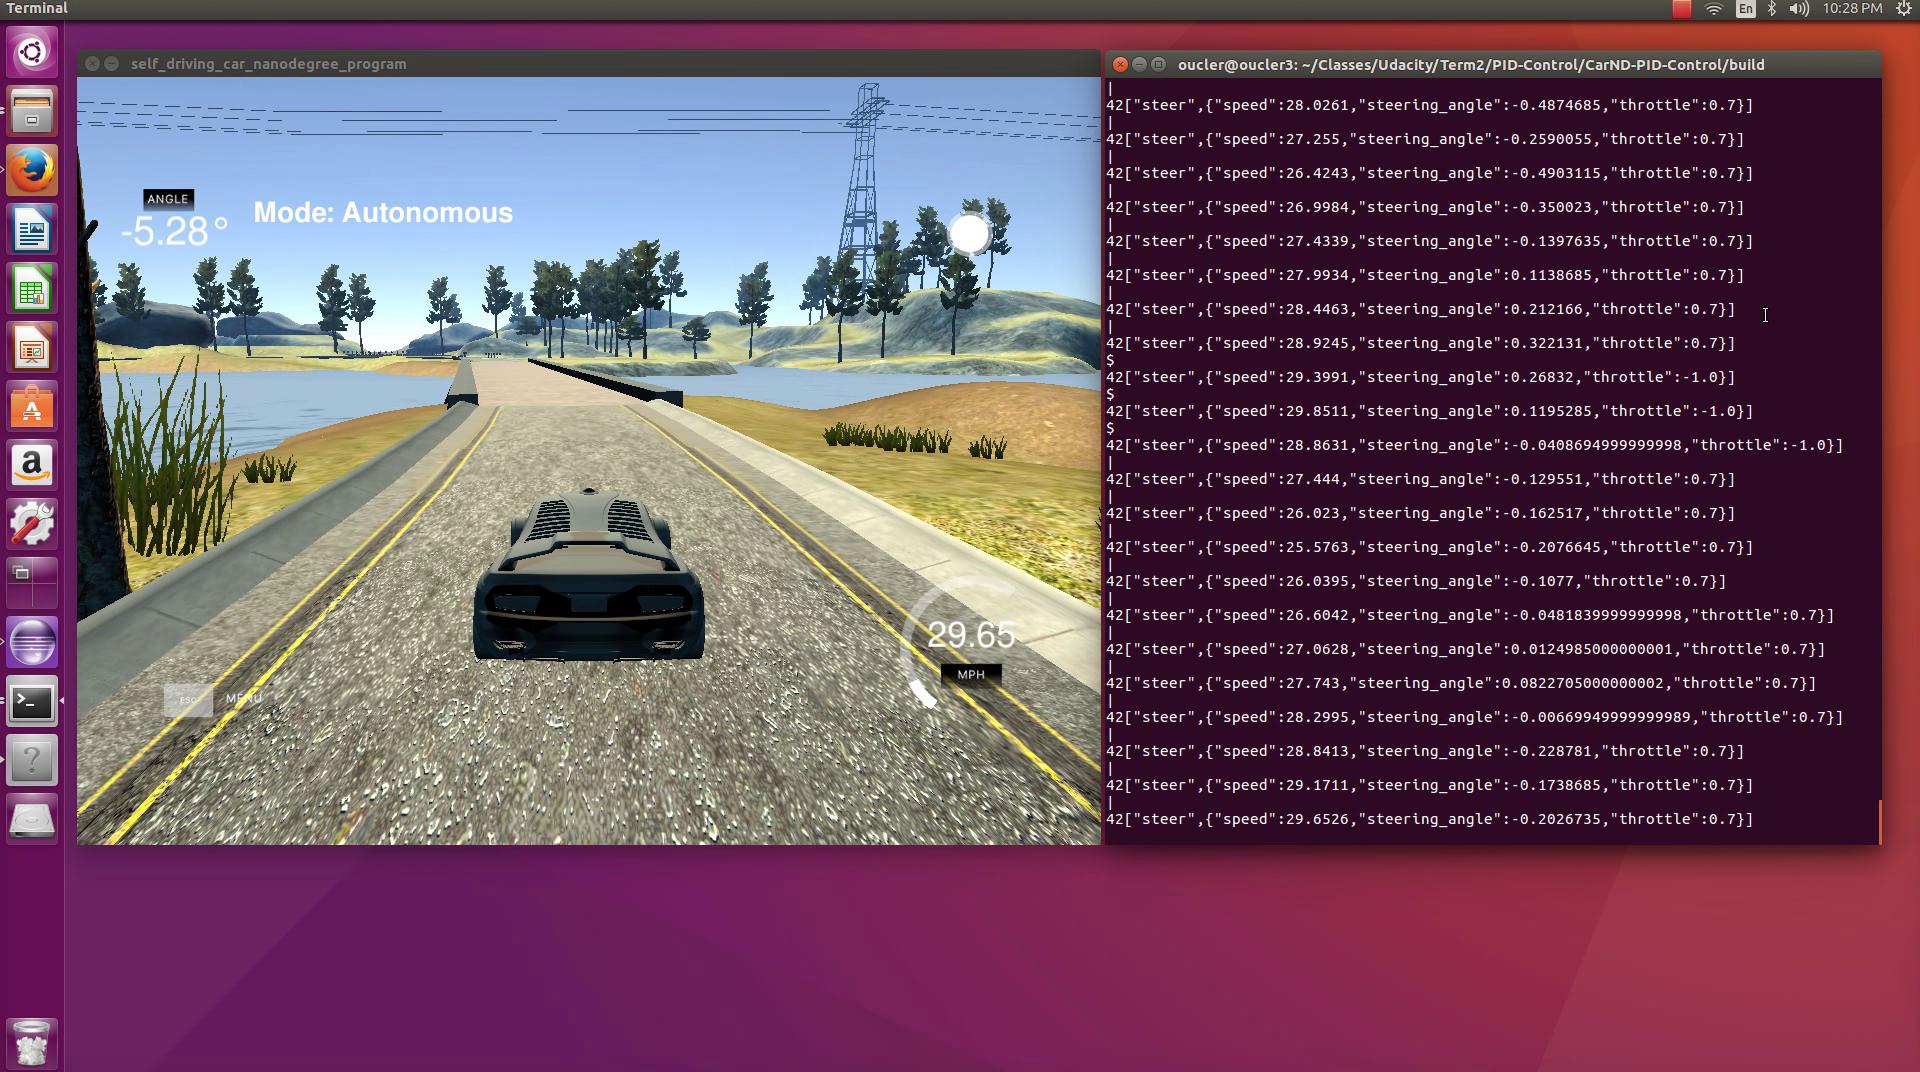 Terminal
En
10:28 PM
self_driving_car_nanodegree_program
ANGLE
-5.28°
Mode: Autonomous
29.65
MPH
ESC
MENU
a
>_
?
oucler@oucler3: ~/Classes/Udacity/Term2/PID-Control/CarND-PID-Control/build
|
42["steer",{"speed":28.0261,"steering_angle":-0.4874685,"throttle":0.7}]
|
42["steer",{"speed":27.255,"steering_angle":-0.2590055,"throttle":0.7}]
|
42["steer",{"speed":26.4243,"steering_angle":-0.4903115,"throttle":0.7}]
|
42["steer",{"speed":26.9984,"steering_angle":-0.350023,"throttle":0.7}]
|
42["steer",{"speed":27.4339,"steering_angle":-0.1397635,"throttle":0.7}]
|
42["steer",{"speed":27.9934,"steering_angle":0.1138685,"throttle":0.7}]
|
42["steer",{"speed":28.4463,"steering_angle":0.212166,"throttle":0.7}]
|
42["steer",{"speed":28.9245,"steering_angle":0.322131,"throttle":0.7}]
$
42["steer",{"speed":29.3991,"steering_angle":0.26832,"throttle":-1.0}]
$
42["steer",{"speed":29.8511,"steering_angle":0.1195285,"throttle":-1.0}]
$
42["steer",{"speed":28.8631,"steering_angle":-0.0408694999999998,"throttle":-1.0}]
|
42["steer",{"speed":27.444,"steering_angle":-0.129551,"throttle":0.7}]
|
42["steer",{"speed":26.023,"steering_angle":-0.162517,"throttle":0.7}]
|
42["steer",{"speed":25.5763,"steering_angle":-0.2076645,"throttle":0.7}]
|
42["steer",{"speed":26.0395,"steering_angle":-0.1077,"throttle":0.7}]
|
42["steer",{"speed":26.6042,"steering_angle":-0.0481839999999998,"throttle":0.7}]
|
42["steer",{"speed":27.0628,"steering_angle":0.0124985000000001,"throttle":0.7}]
|
42["steer",{"speed":27.743,"steering_angle":0.0822705000000002,"throttle":0.7}]
|
42["steer",{"speed":28.2995,"steering_angle":-0.00669949999999989,"throttle":0.7}]
|
42["steer",{"speed":28.8413,"steering_angle":-0.228781,"throttle":0.7}]
|
42["steer",{"speed":29.1711,"steering_angle":-0.1738685,"throttle":0.7}]
|
42["steer",{"speed":29.6526,"steering_angle":-0.2026735,"throttle":0.7}]